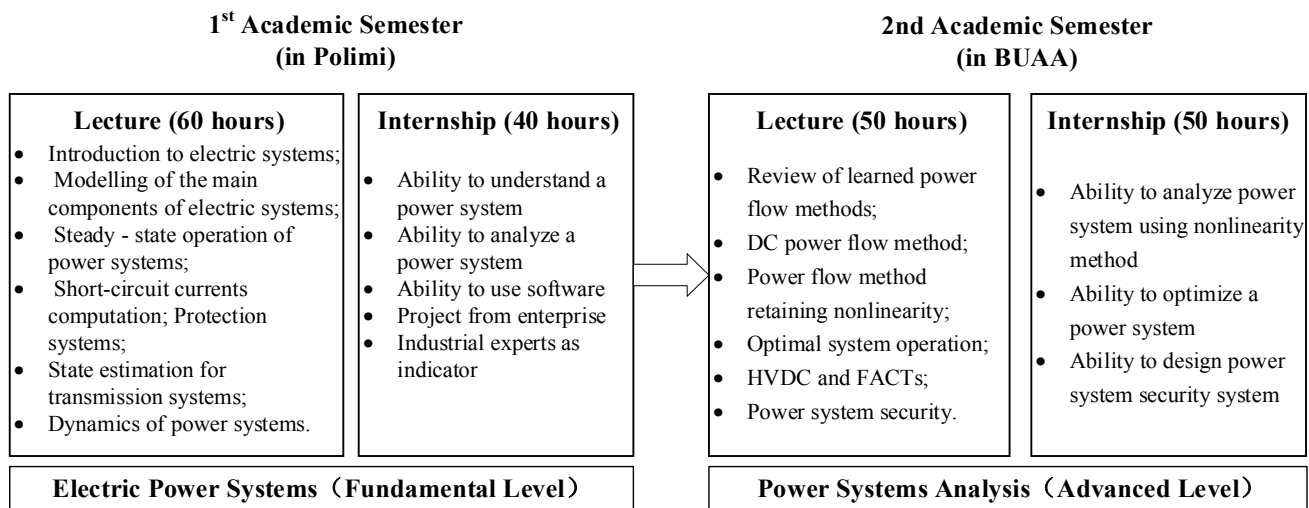 1st Academic Semester
(in Polimi)
2nd Academic Semester
(in BUAA)
Lecture (60 hours)
• Introduction to electric systems;
• Modelling of the main
components of electric systems;
• Steady - state operation of
power systems;
• Short-circuit currents
computation; Protection
systems;
• State estimation for
transmission systems;
• Dynamics of power systems.
Internship (40 hours)
• Ability to understand a
power system
• Ability to analyze a
power system
• Ability to use software
• Project from enterprise
• Industrial experts as
indicator
Electric Power Systems（Fundamental Level）
Lecture (50 hours)
• Review of learned power
flow methods;
• DC power flow method;
• Power flow method
retaining nonlinearity;
• Optimal system operation;
• HVDC and FACTs;
• Power system security.
Internship (50 hours)
• Ability to analyze power
system using nonlinearity
method
• Ability to optimize a
power system
• Ability to design power
system security system
Power Systems Analysis（Advanced Level）